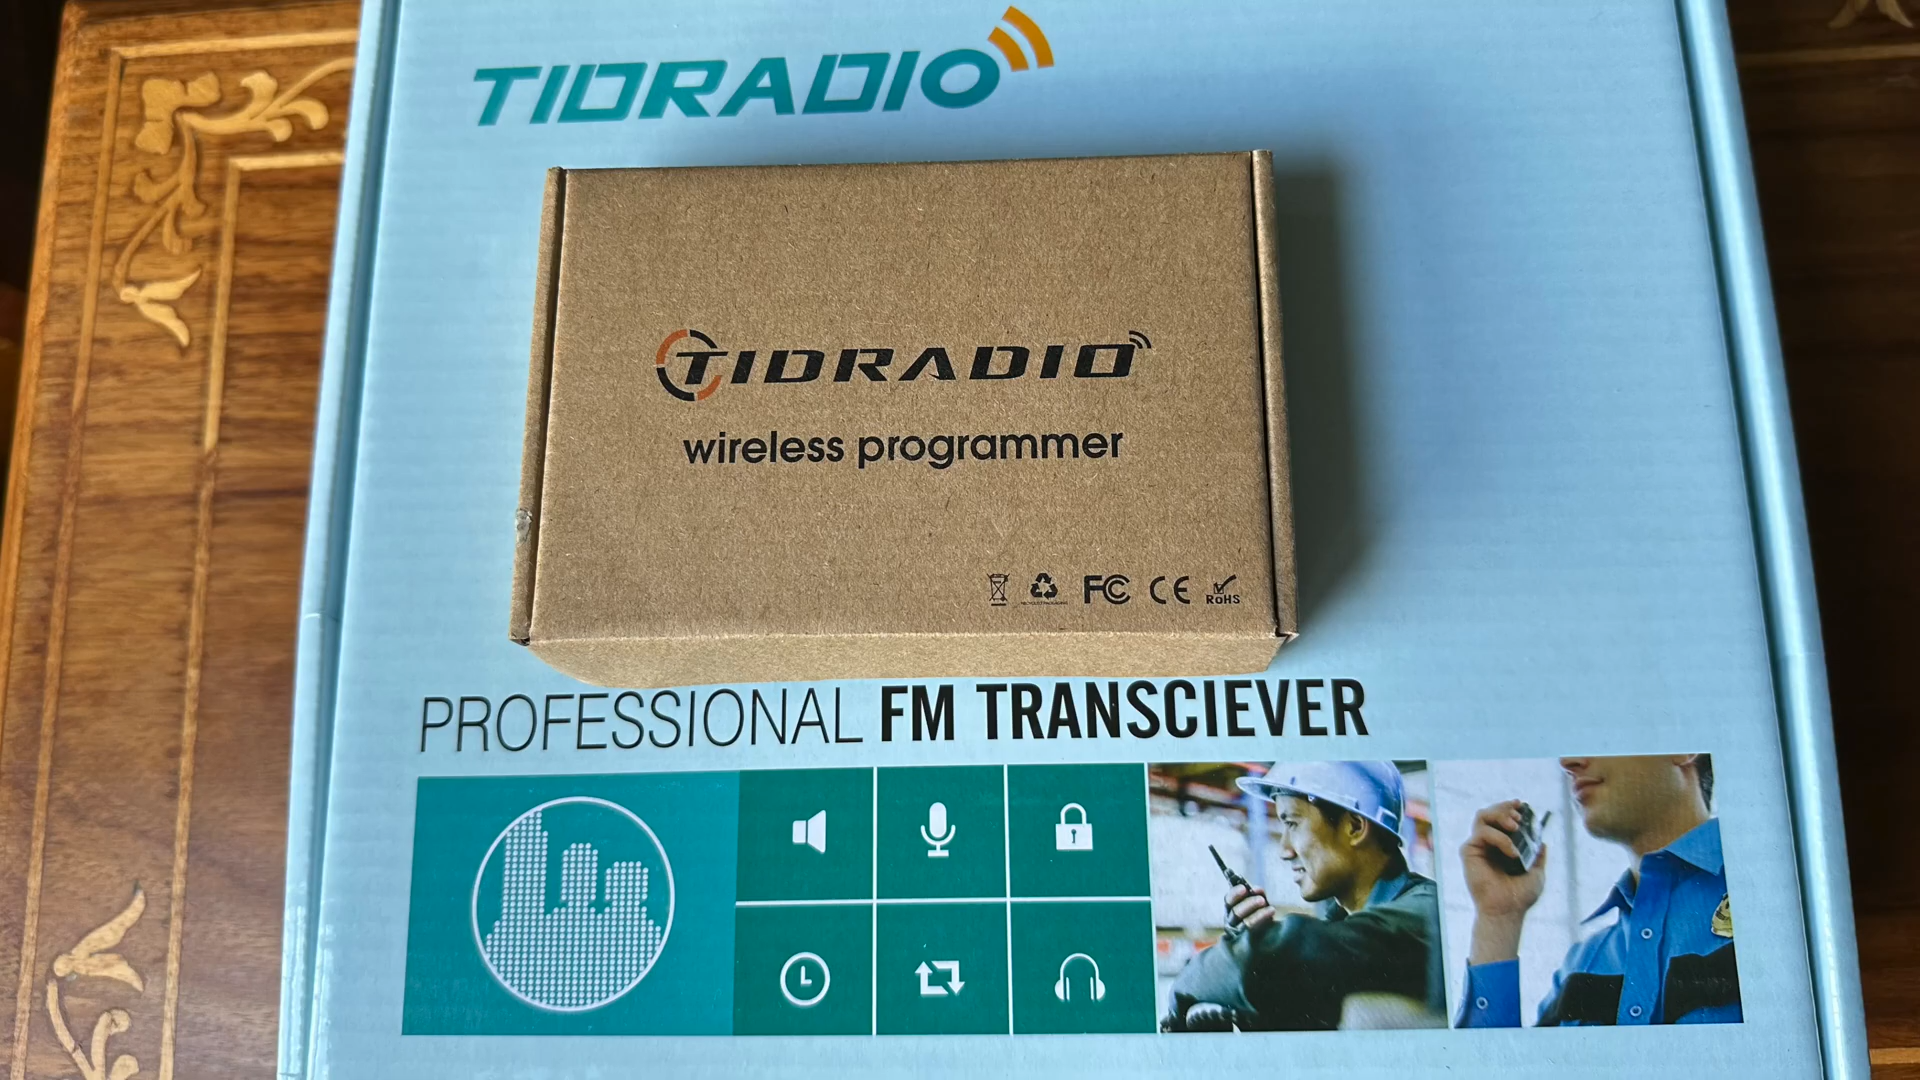 TIDRADIO
TIDRADIO
wireless programmer
FC CE RoHS
PROFESSIONAL FM TRANSCIEVER